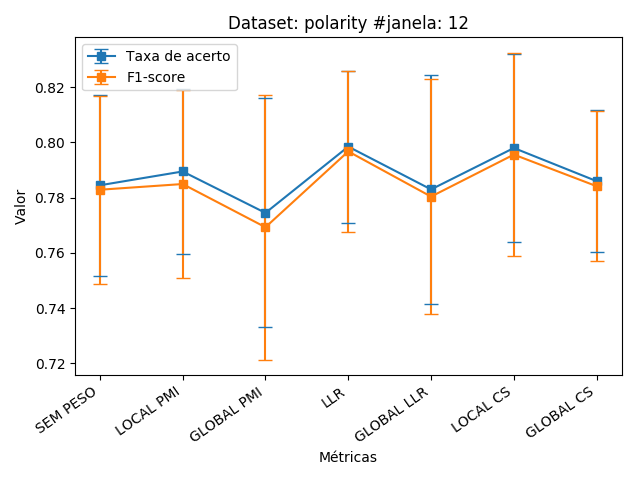 Dataset: polarity #janela: 12
Taxa de acerto
F1-score
Valor
0.82
0.80
0.78
0.76
0.74
0.72
SEM PESO
LOCAL PMI
GLOBAL PMI
LLR
GLOBAL LLR
LOCAL CS
GLOBAL CS
Métricas